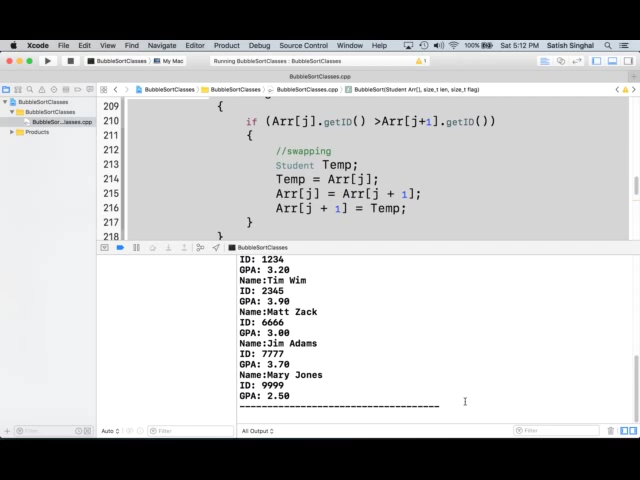 Xcode File Edit View Find Navigate Editor Product Debug Source Control Window Help 100% Sat 5:12 PM Satish Singhal
BubbleSortClasses My Mac Running BubbleSortClasses : BubbleSortClasses 1
BubbleSortClasses.cpp
BubbleSortClasses BubbleSortClasses BubbleSortClasses.cpp BubbleSort(Student Arr[], size_t len, size_t flag)
BubbleSortClasses
BubbleSortClasses
BubbleSor...lasses.cpp
Products
209 {
210 if (Arr[j].getID() >Arr[j+1].getID())
211 {
212 //swapping
213 Student Temp;
214 Temp = Arr[j];
215 Arr[j] = Arr[j + 1];
216 Arr[j + 1] = Temp;
217 }
218 }
BubbleSortClasses
ID: 1234
GPA: 3.20
Name:Tim Wim
ID: 2345
GPA: 3.90
Name:Matt Zack
ID: 6666
GPA: 3.00
Name:Jim Adams
ID: 7777
GPA: 3.70
Name:Mary Jones
ID: 9999
GPA: 2.50
------------------------------------
Filter Auto Filter All Output Filter